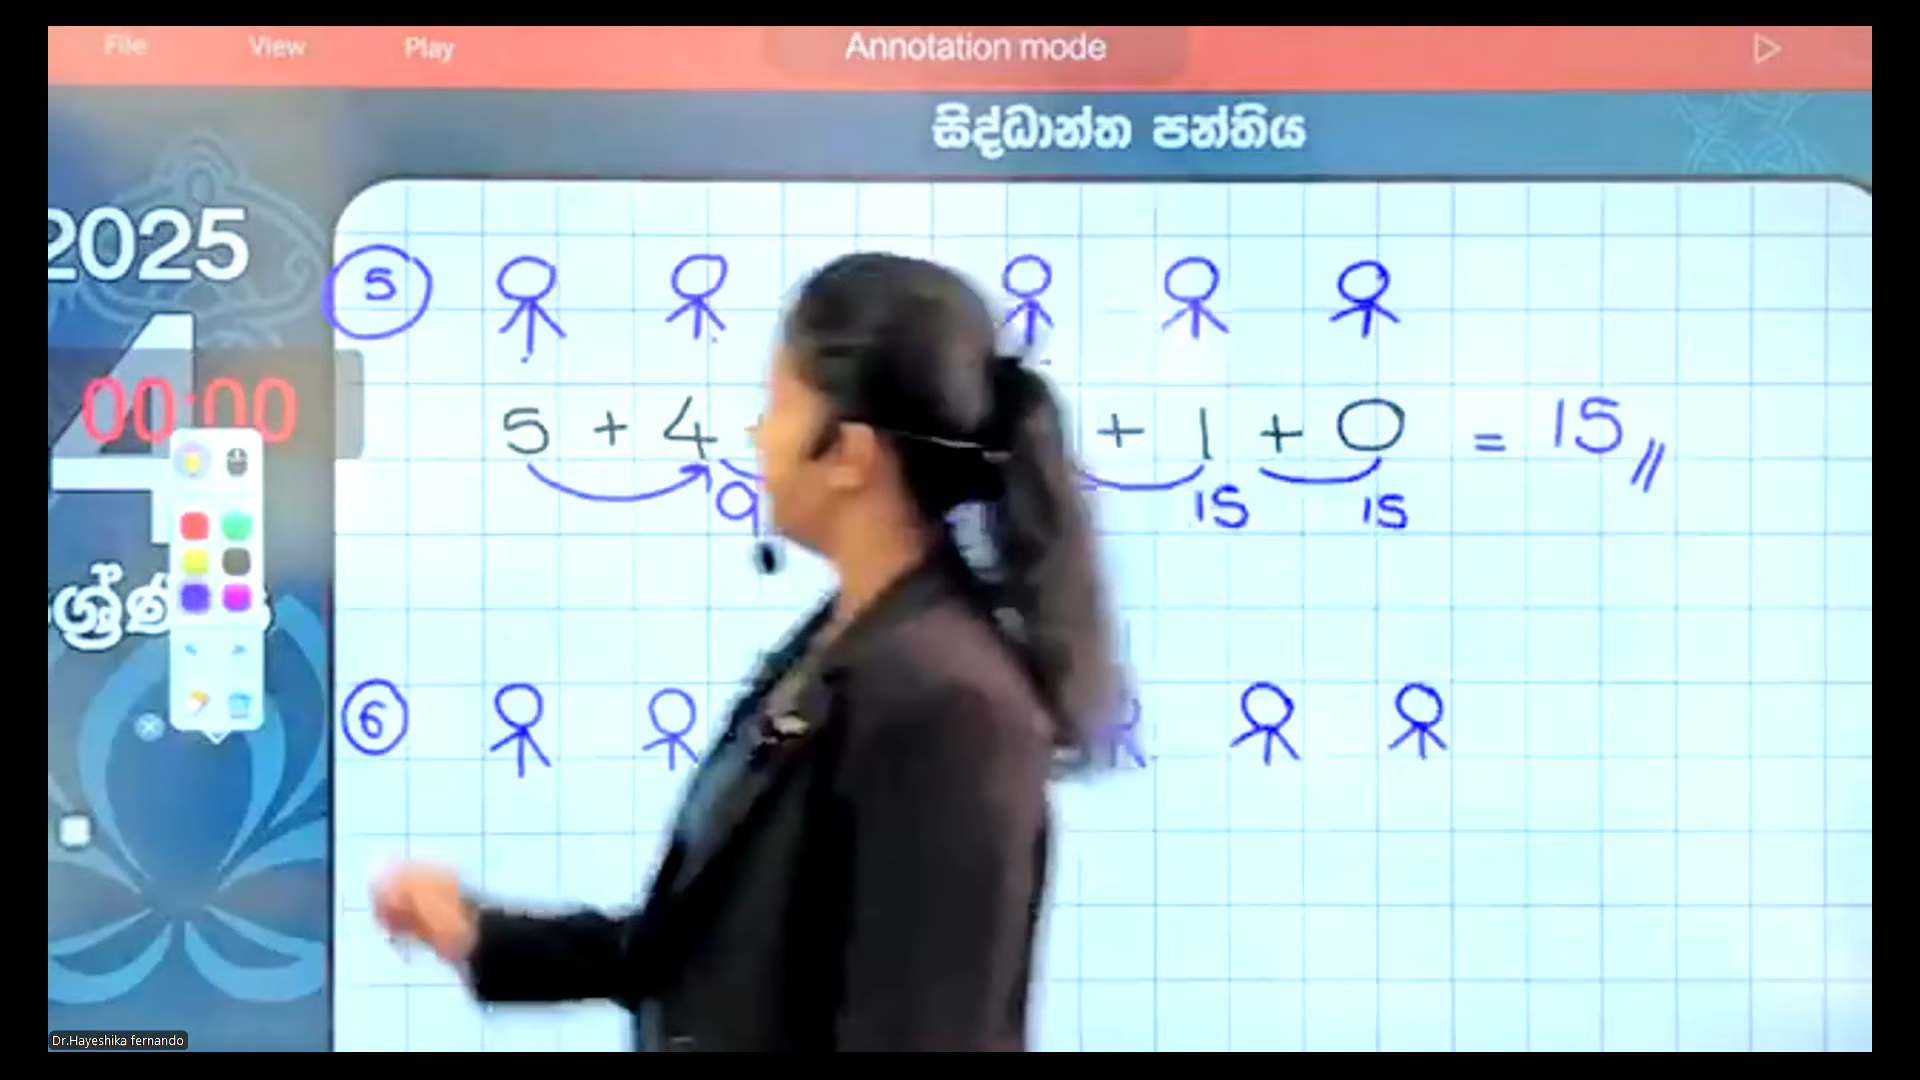 File View Play Annotation mode
සිද්ධාන්ත පන්තිය
2025
4
00:00
5
5 + 4 + 1 + 0 = 15
9 15 15
6
Dr.Hayeshika fernando